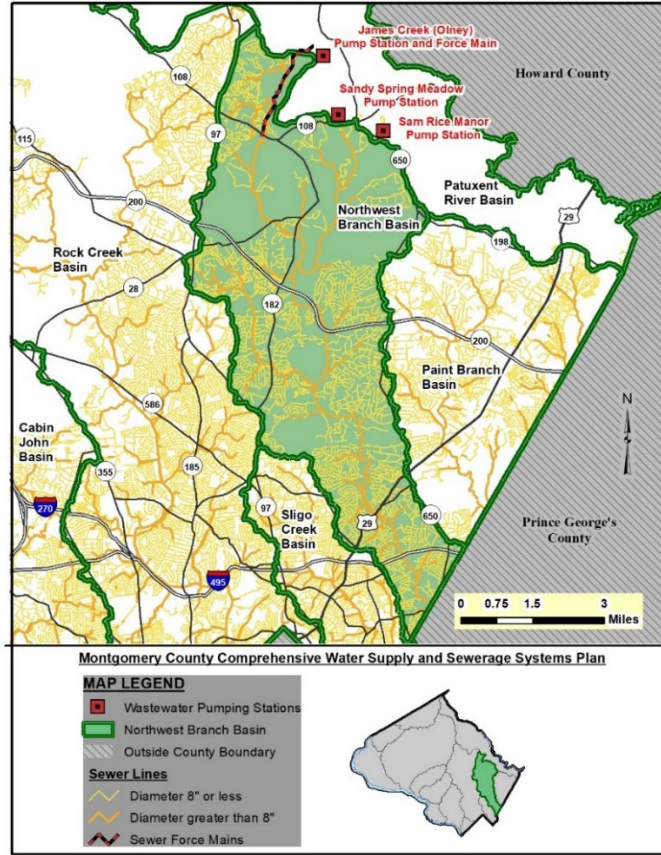 James Creek (Olney)
Pump Station and Force Main
Howard County
108
Sandy Spring Meadow
Pump Station
97
108
Sam Rice Manor
Pump Station
115
650
Patuxent
River Basin
200
Northwest
Branch Basin
29
Rock Creek
Basin
198
28
182
200
Paint Branch
Basin
N
586
Cabin
John
Basin
185
355
97
Sligo
Creek
Basin
270
29
650
Prince George's
County
495
0 0.75 1.5 3
Miles
Montgomery County Comprehensive Water Supply and Sewerage Systems Plan
MAP LEGEND
Wastewater Pumping Stations
Northwest Branch Basin
Outside County Boundary
Sewer Lines
Diameter 8" or less
Diameter greater than 8"
Sewer Force Mains